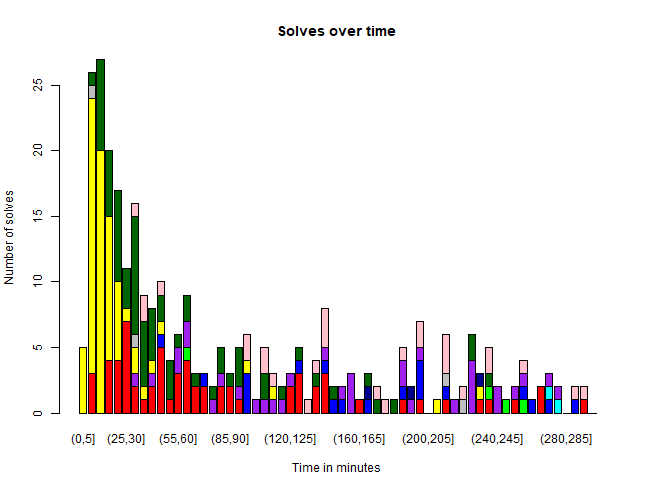 Solves over time
Number of solves
25
20
15
10
5
0
(0,5] (25,30] (55,60] (85,90] (120,125] (160,165] (200,205] (240,245] (280,285]
Time in minutes